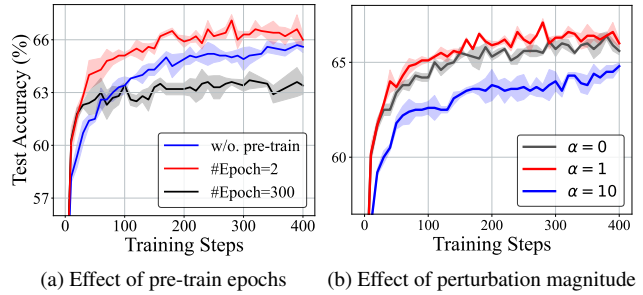 Test Accuracy (%)
66
63
60
57
0
100
200
300
400
Training Steps
w/o. pre-train
#Epoch=2
#Epoch=300
(a) Effect of pre-train epochs
65
60
0
100
200
300
400
Training Steps
α = 0
α = 1
α = 10
(b) Effect of perturbation magnitude